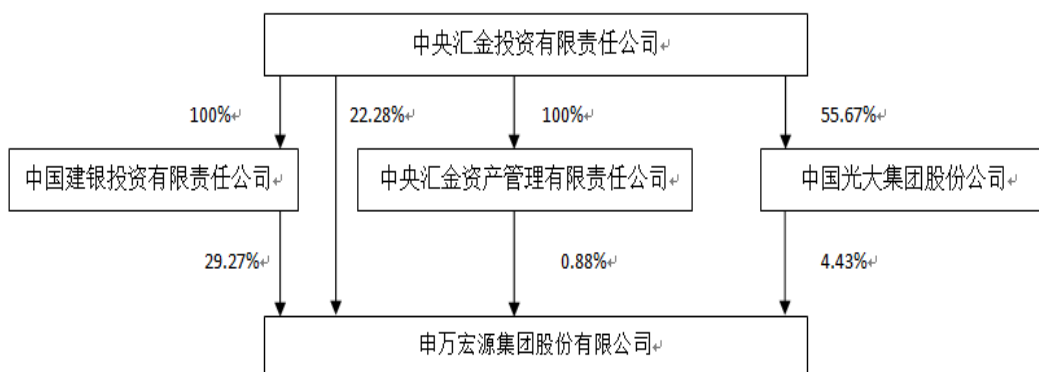 中央汇金投资有限责任公司↵
100%↵
22.28%↵
100%↵
55.67%↵
中国建银投资有限责任公司↵
中央汇金资产管理有限责任公司↵
中国光大集团股份公司↵
29.27%↵
0.88%↵
4.43%↵
申万宏源集团股份有限公司↵